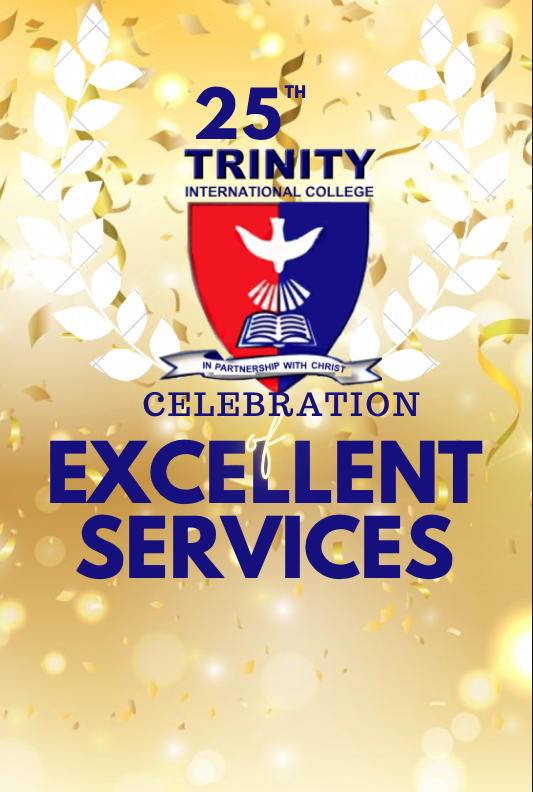 25TH
TRINITY
INTERNATIONAL COLLEGE
IN PARTNERSHIP WITH CHRIST
CELEBRATION
of
EXCELLENT
SERVICES